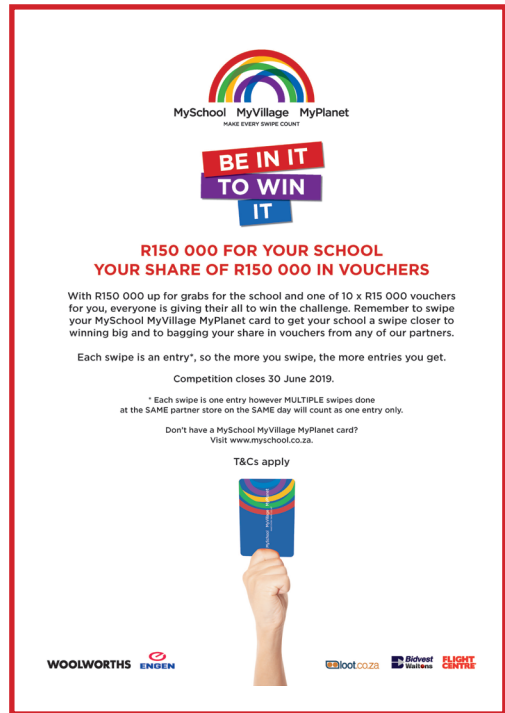 MySchool MyVillage MyPlanet
MAKE EVERY SWIPE COUNT
BE IN IT
TO WIN
IT
R150 000 FOR YOUR SCHOOL
YOUR SHARE OF R150 000 IN VOUCHERS
With R150 000 up for grabs for the school and one of 10 x R15 000 vouchers
for you, everyone is giving their all to win the challenge. Remember to swipe
your MySchool MyVillage MyPlanet card to get your school a swipe closer to
winning big and to bagging your share in vouchers from any of our partners.
Each swipe is an entry*, so the more you swipe, the more entries you get.
Competition closes 30 June 2019.
* Each swipe is one entry however MULTIPLE swipes done
at the SAME partner store on the SAME day will count as one entry only.
Don't have a MySchool MyVillage MyPlanet card?
Visit www.myschool.co.za.
T&Cs apply
MySchool MyVillage MyPlanet
WOOLWORTHS
ENGEN
loot.co.za
Bidvest
Waltons
FLIGHT
CENTRE